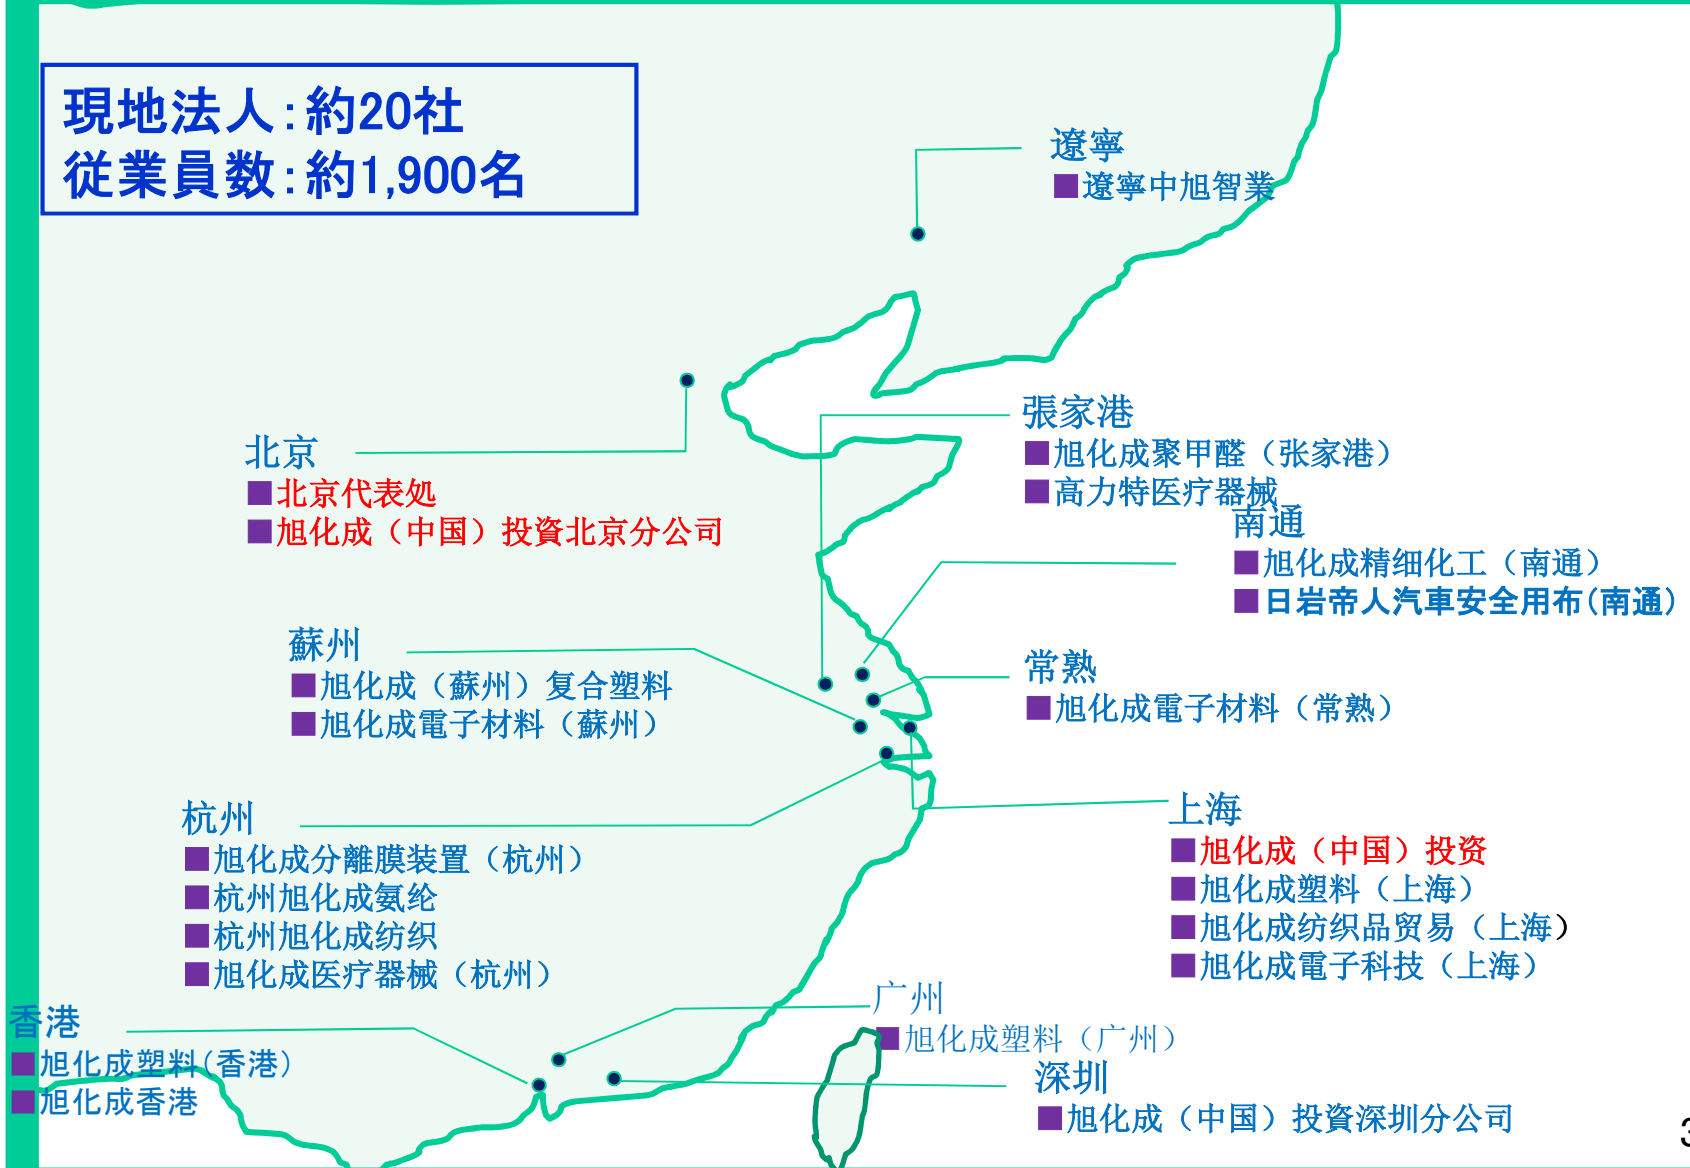 現地法人：約20社
従業員数：約1,900名
遼寧
■遼寧中旭智業
張家港
■旭化成聚甲醛（张家港）
■高力特医疗器械
北京
■北京代表処
■旭化成（中国）投資北京分公司
南通
■旭化成精细化工（南通）
■日岩帝人汽車安全用布(南通)
蘇州
■旭化成（蘇州）复合塑料
■旭化成電子材料（蘇州）
常熟
■旭化成電子材料（常熟）
杭州
■旭化成分離膜装置（杭州）
■杭州旭化成氨纶
■杭州旭化成纺织
■旭化成医疗器械（杭州）
上海
■旭化成（中国）投资
■旭化成塑料（上海）
■旭化成纺织品贸易（上海）
■旭化成電子科技（上海）
香港
■旭化成塑料(香港)
■旭化成香港
广州
■旭化成塑料（广州）
深圳
■旭化成（中国）投資深圳分公司
3